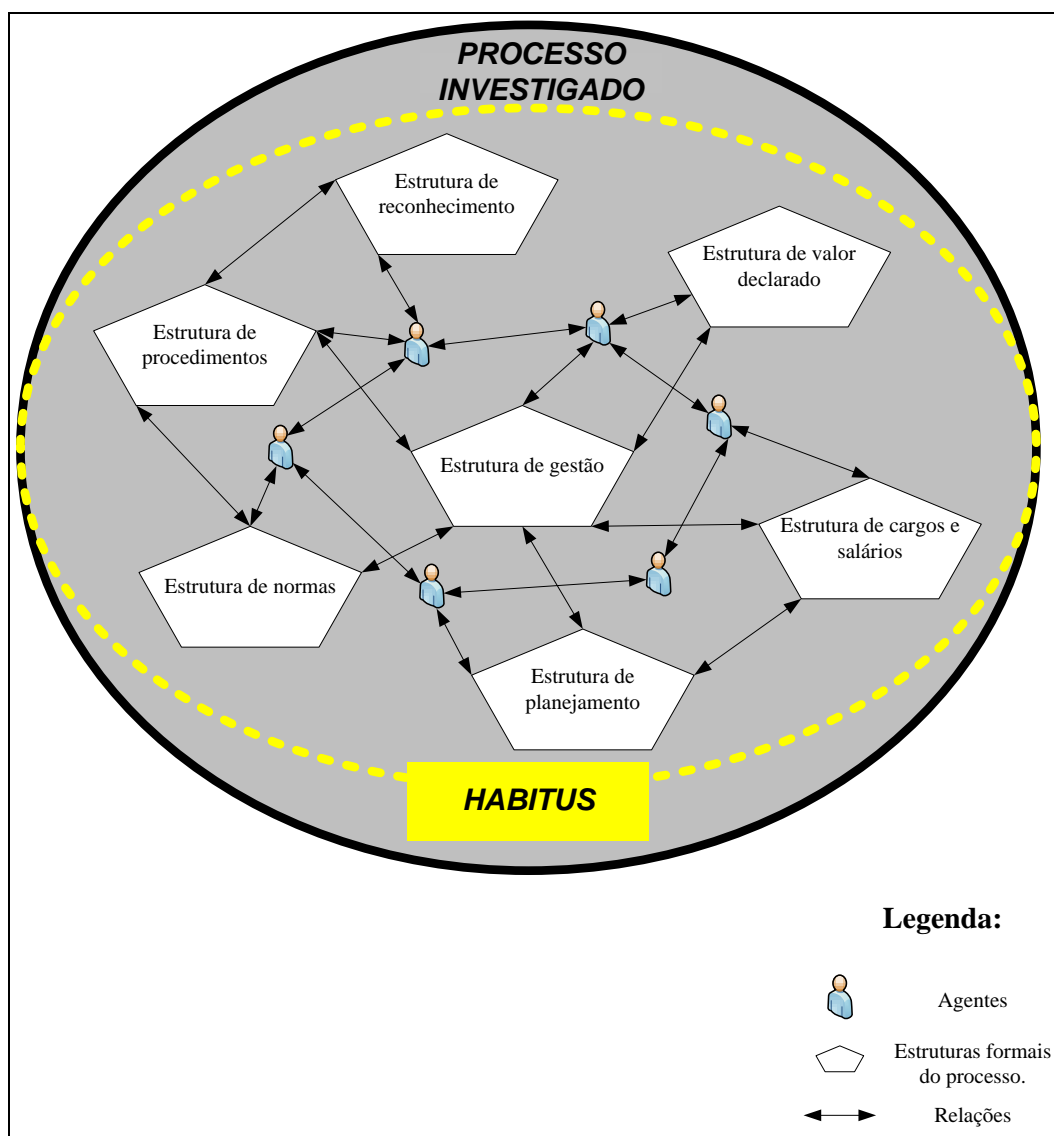 PROCESSO
INVESTIGADO
Estrutura de
reconhecimento
Estrutura de valor
declarado
Estrutura de
procedimentos
Estrutura de gestão
Estrutura de cargos e
salários
Estrutura de normas
Estrutura de
planejamento
HABITUS
Legenda:
Agentes
Estruturas formais
do processo.
Relações